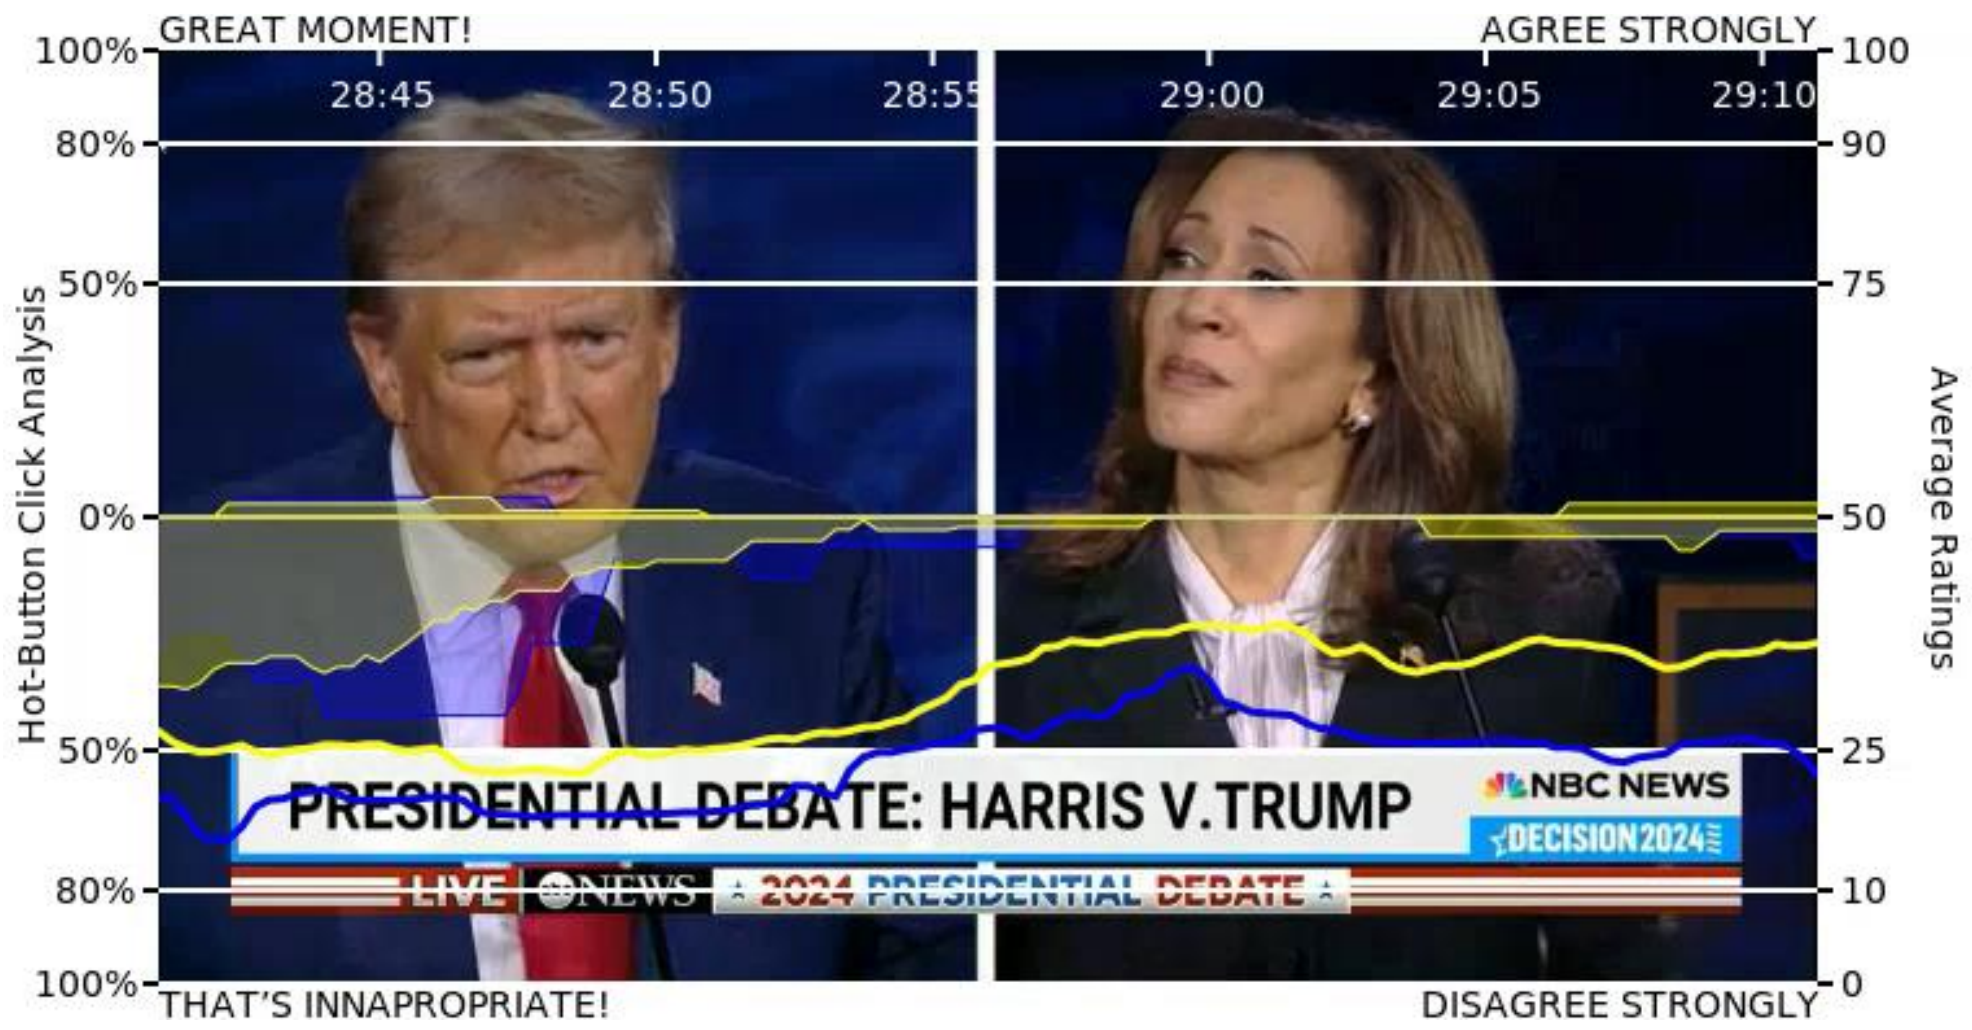 GREAT MOMENT!
AGREE STRONGLY
100%
100
28:45
28:50
28:55
29:00
29:05
29:10
80%
90
50%
75
Hot-Button Click Analysis
Average Ratings
0%
50
50%
25
PRESIDENTIAL DEBATE: HARRIS V.TRUMP
NBC NEWS
DECISION2024
80%
LIVE
abc NEWS
2024 PRESIDENTIAL DEBATE
10
100%
0
THAT'S INNAPROPRIATE!
DISAGREE STRONGLY